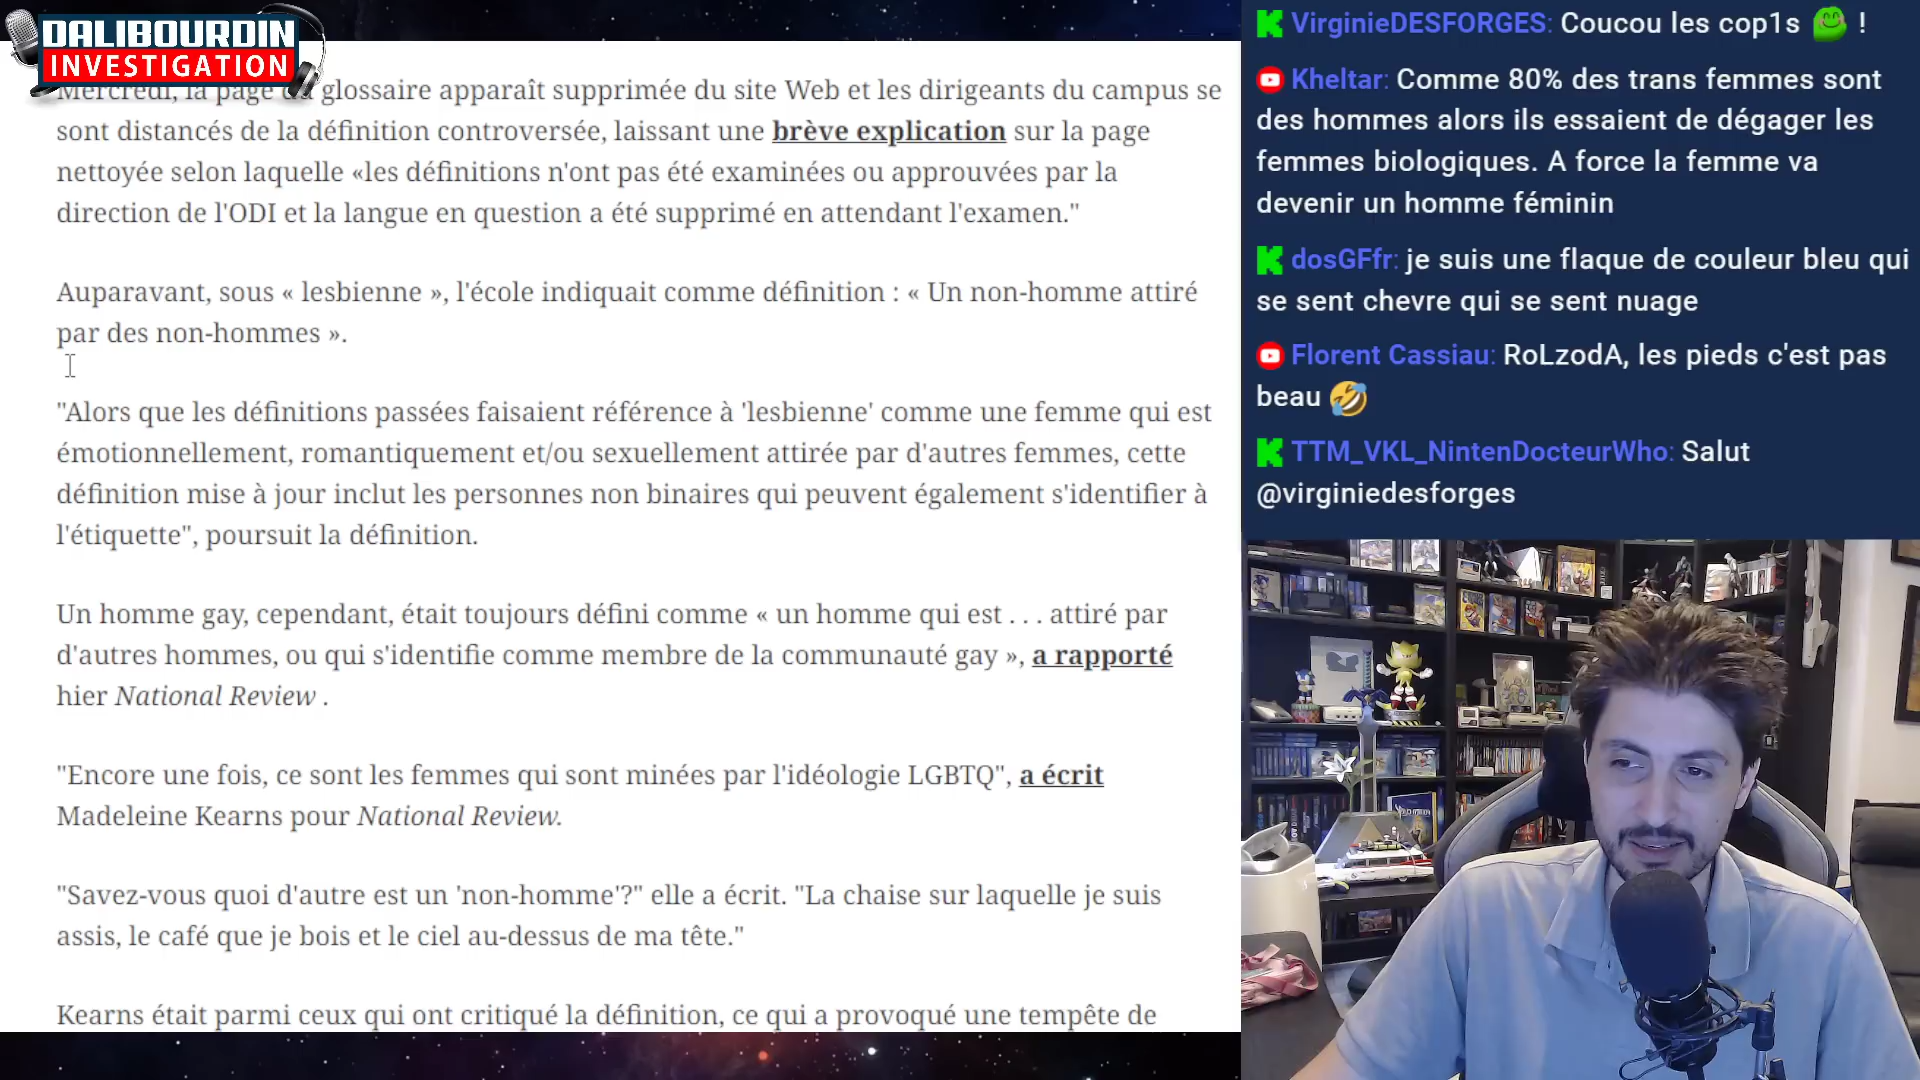 DALIBOURDIN
INVESTIGATION
Mercredi, la page du glossaire apparaît supprimée du site Web et les dirigeants du campus se
sont distancés de la définition controversée, laissant une brève explication sur la page
nettoyée selon laquelle «les définitions n'ont pas été examinées ou approuvées par la
direction de l'ODI et la langue en question a été supprimé en attendant l'examen."
Auparavant, sous « lesbienne », l'école indiquait comme définition : « Un non-homme attiré
par des non-hommes ».
"Alors que les définitions passées faisaient référence à 'lesbienne' comme une femme qui est
émotionnellement, romantiquement et/ou sexuellement attirée par d'autres femmes, cette
définition mise à jour inclut les personnes non binaires qui peuvent également s'identifier à
l'étiquette", poursuit la définition.
Un homme gay, cependant, était toujours défini comme « un homme qui est . . . attiré par
d'autres hommes, ou qui s'identifie comme membre de la communauté gay », a rapporté
hier National Review .
"Encore une fois, ce sont les femmes qui sont minées par l'idéologie LGBTQ", a écrit
Madeleine Kearns pour National Review.
"Savez-vous quoi d'autre est un 'non-homme'?" elle a écrit. "La chaise sur laquelle je suis
assis, le café que je bois et le ciel au-dessus de ma tête."
Kearns était parmi ceux qui ont critiqué la définition, ce qui a provoqué une tempête de
VirginieDESFORGES: Coucou les cop1s !
Kheltar: Comme 80% des trans femmes sont
des hommes alors ils essaient de dégager les
femmes biologiques. A force la femme va
devenir un homme féminin
dosGFfr: je suis une flaque de couleur bleu qui
se sent chevre qui se sent nuage
Florent Cassiau: RoLzodA, les pieds c'est pas
beau 🤣
TTM_VKL_NintenDocteurWho: Salut
@virginiedesforges